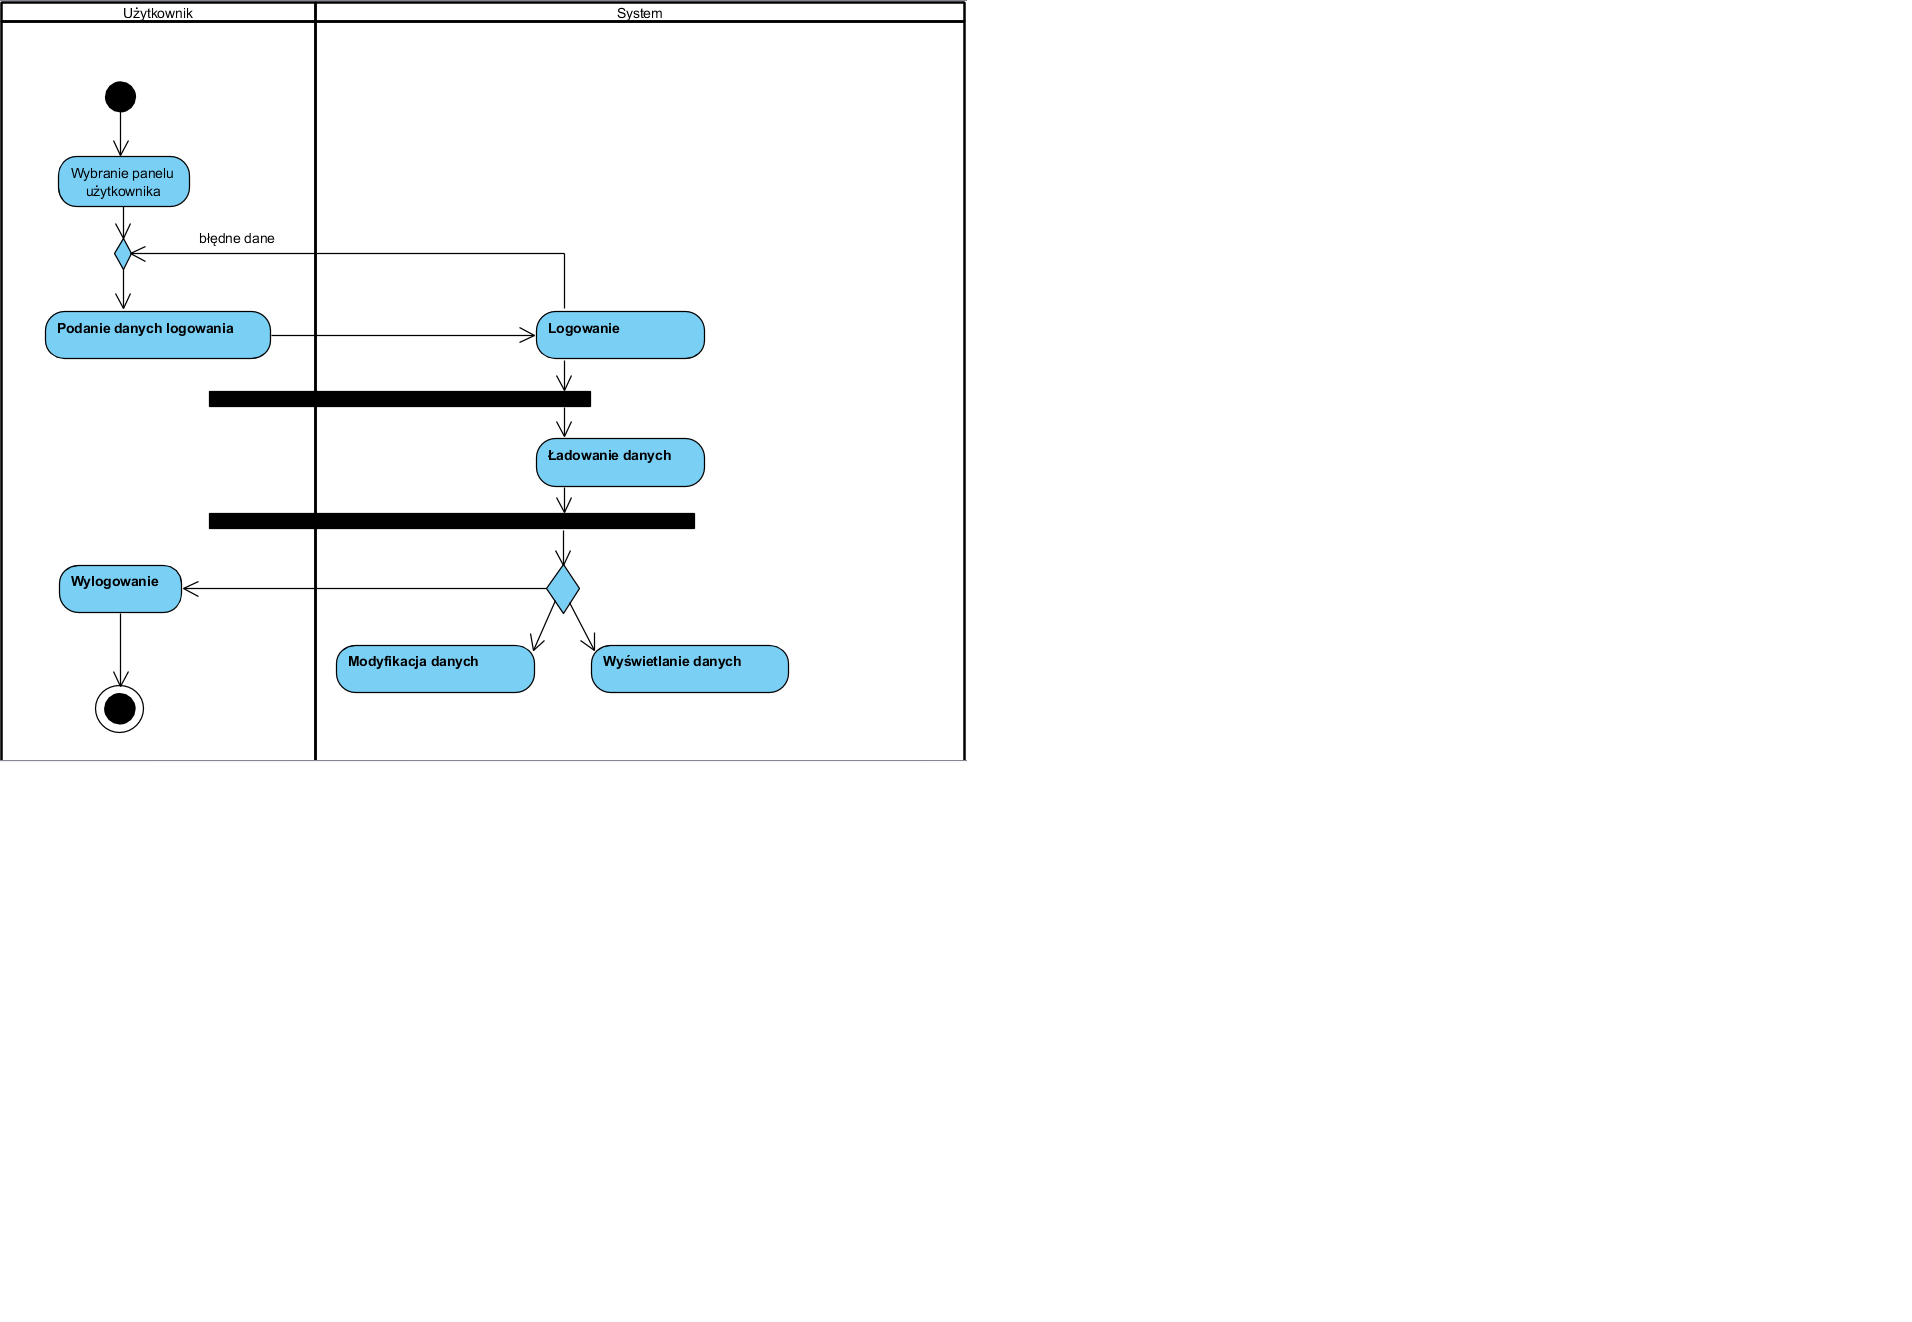 Użytkownik
System
Wybranie panelu
użytkownika
błędne dane
Podanie danych logowania
Logowanie
Ładowanie danych
Wylogowanie
Modyfikacja danych
Wyświetlanie danych